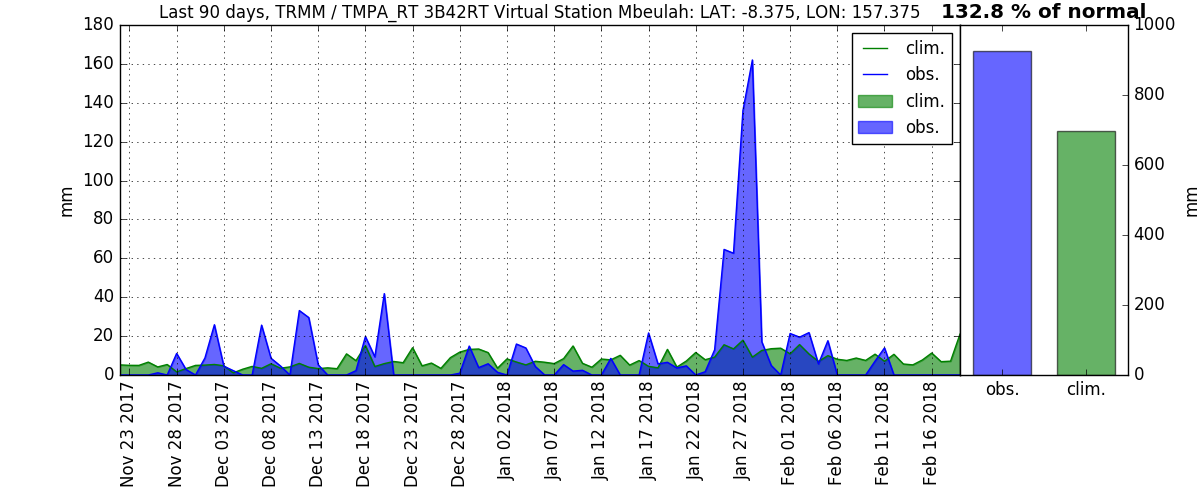 Last 90 days, TRMM / TMPA_RT 3B42RT Virtual Station Mbeulah: LAT: -8.375, LON: 157.375
132.8 % of normal
180
160
140
120
100
80
60
40
20
0
mm
clim.
obs.
clim.
obs.
Nov 23 2017
Nov 28 2017
Dec 03 2017
Dec 08 2017
Dec 13 2017
Dec 18 2017
Dec 23 2017
Dec 28 2017
Jan 02 2018
Jan 07 2018
Jan 12 2018
Jan 17 2018
Jan 22 2018
Jan 27 2018
Feb 01 2018
Feb 06 2018
Feb 11 2018
Feb 16 2018
1000
800
600
400
200
0
mm
obs.
clim.